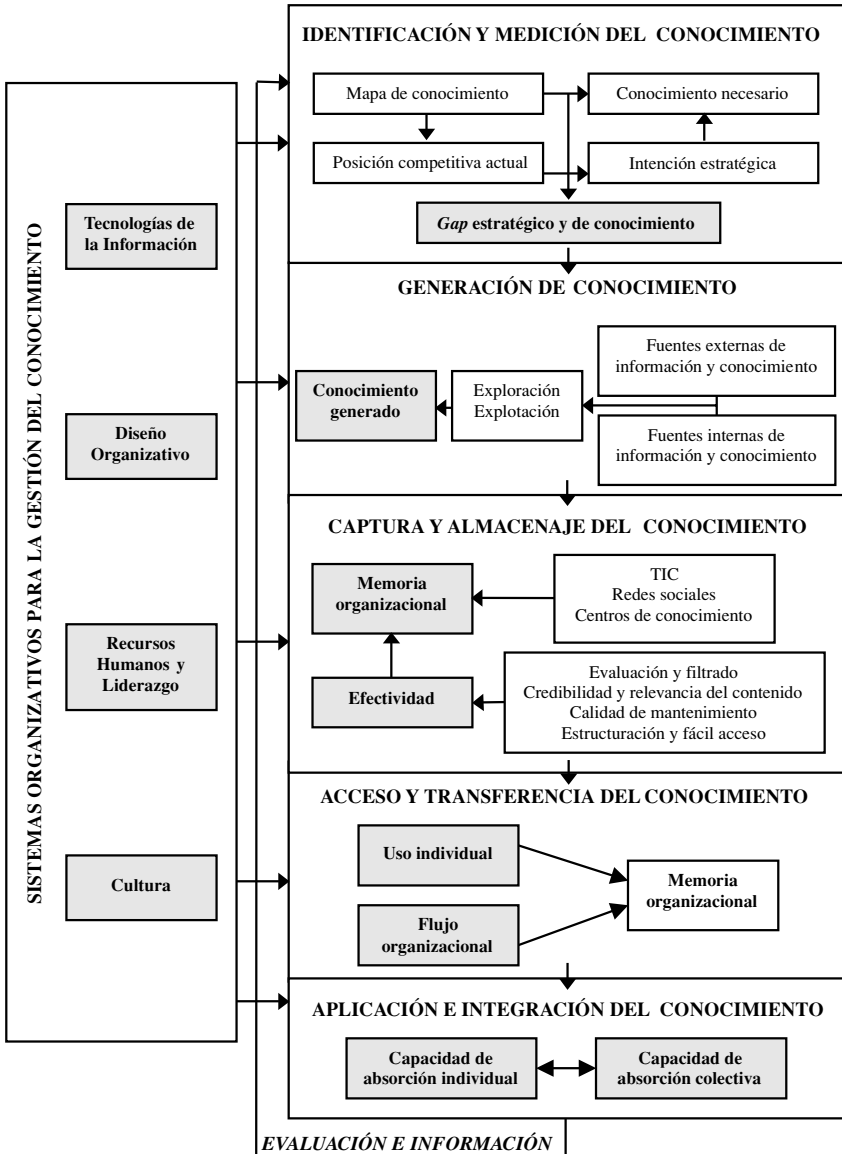 SISTEMAS ORGANIZATIVOS PARA LA GESTIÓN DEL CONOCIMIENTO
Tecnologías de
la Información
Diseño
Organizativo
Recursos
Humanos y
Liderazgo
Cultura
IDENTIFICACIÓN Y MEDICIÓN DEL CONOCIMIENTO
Mapa de conocimiento
Conocimiento necesario
Posición competitiva actual
Intención estratégica
Gap estratégico y de conocimiento
GENERACIÓN DE CONOCIMIENTO
Fuentes externas de
información y conocimiento
Conocimiento
generado
Exploración
Explotación
Fuentes internas de
información y conocimiento
CAPTURA Y ALMACENAJE DEL CONOCIMIENTO
Memoria
organizacional
TIC
Redes sociales
Centros de conocimiento
Efectividad
Evaluación y filtrado
Credibilidad y relevancia del contenido
Calidad de mantenimiento
Estructuración y fácil acceso
ACCESO Y TRANSFERENCIA DEL CONOCIMIENTO
Uso individual
Memoria
organizacional
Flujo
organizacional
APLICACIÓN E INTEGRACIÓN DEL CONOCIMIENTO
Capacidad de
absorción individual
Capacidad de
absorción colectiva
EVALUACIÓN E INFORMACIÓN